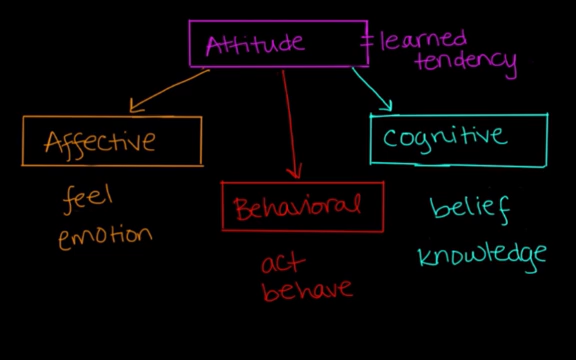 Attitude = learned
tendency
Affective
cognitive
feel
emotion
Behavioral
belief
knowledge
act
behave